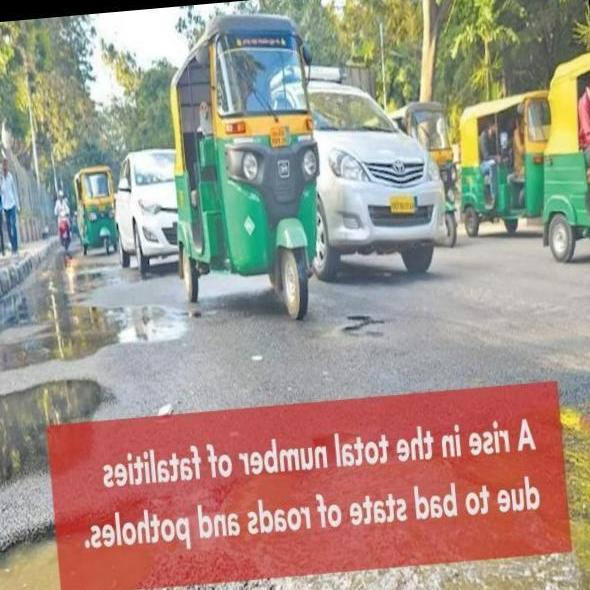 A rise in the total number of fatalities
due to bad state of roads and potholes.